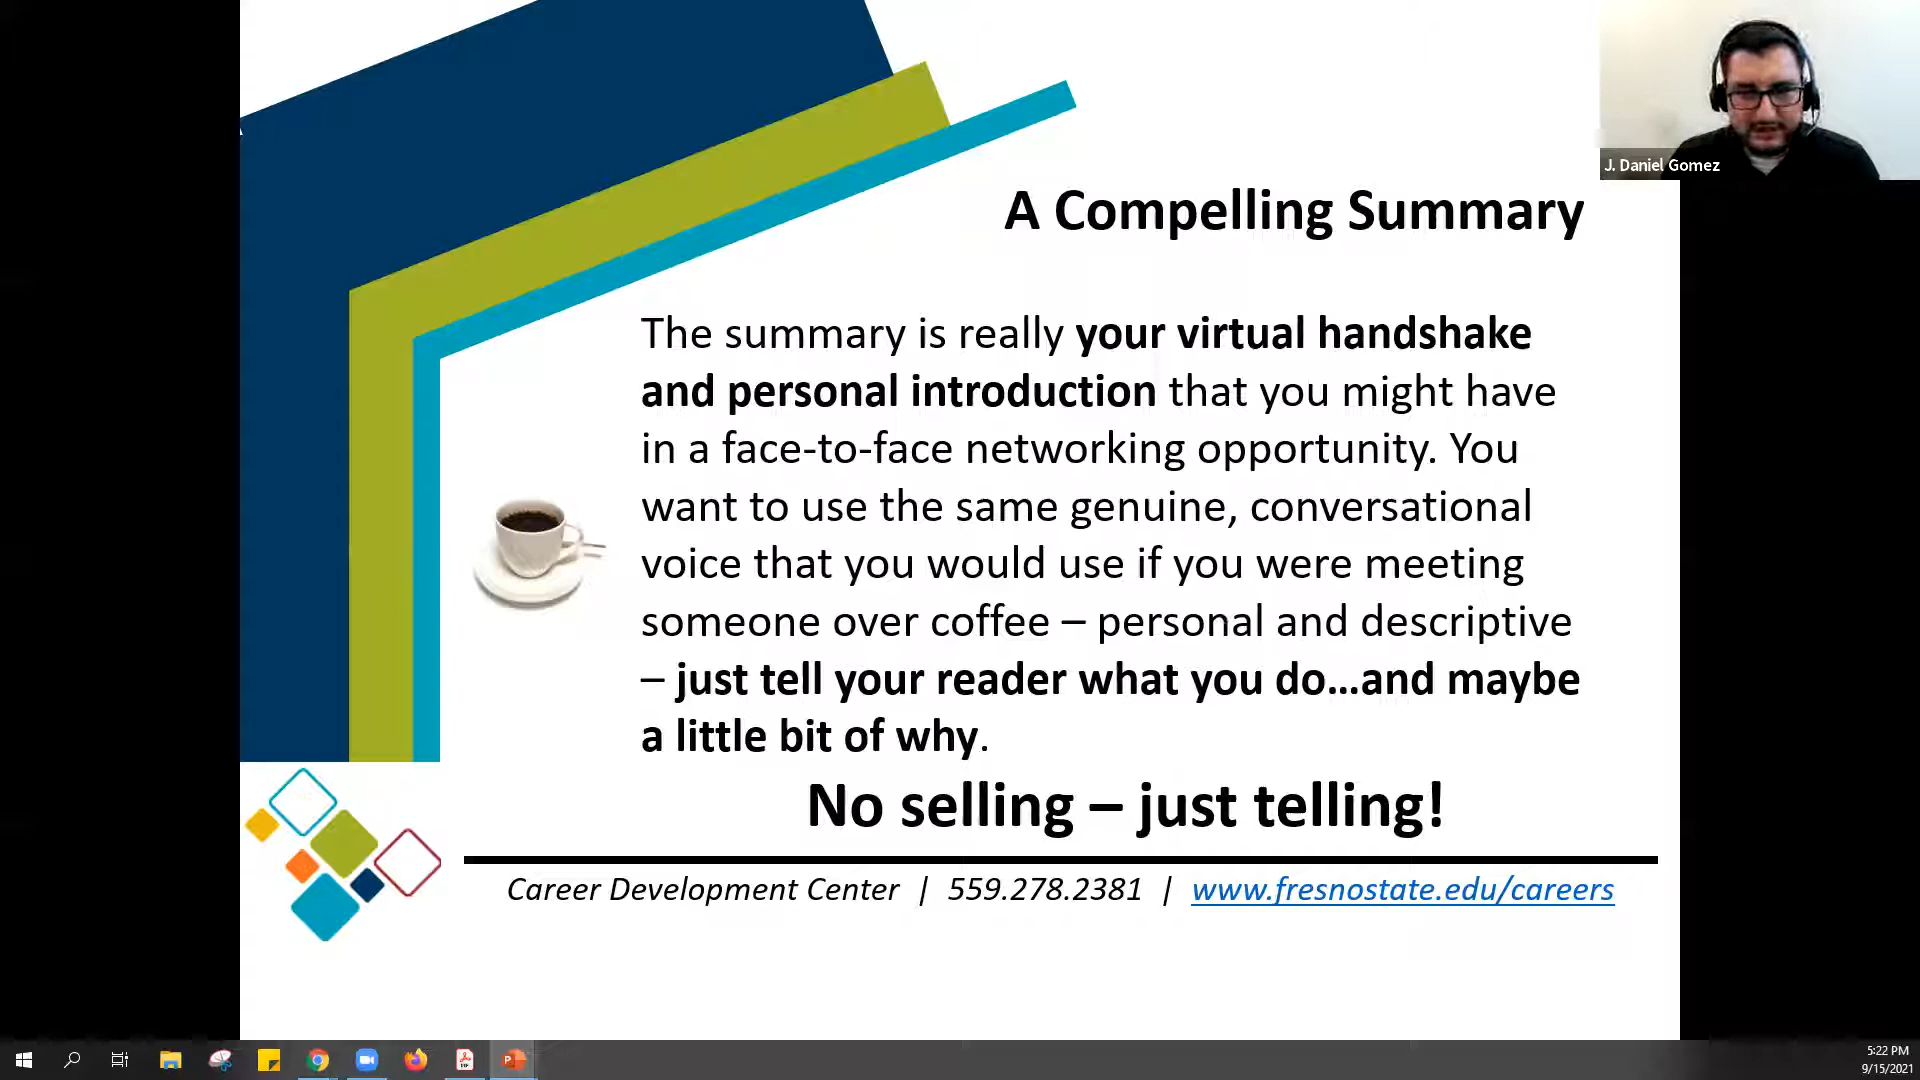 J. Daniel Gomez
A Compelling Summary
The summary is really your virtual handshake
and personal introduction that you might have
in a face-to-face networking opportunity. You
want to use the same genuine, conversational
voice that you would use if you were meeting
someone over coffee – personal and descriptive
– just tell your reader what you do…and maybe
a little bit of why.
No selling – just telling!
Career Development Center | 559.278.2381 | www.fresnostate.edu/careers
5:22 PM
9/15/2021